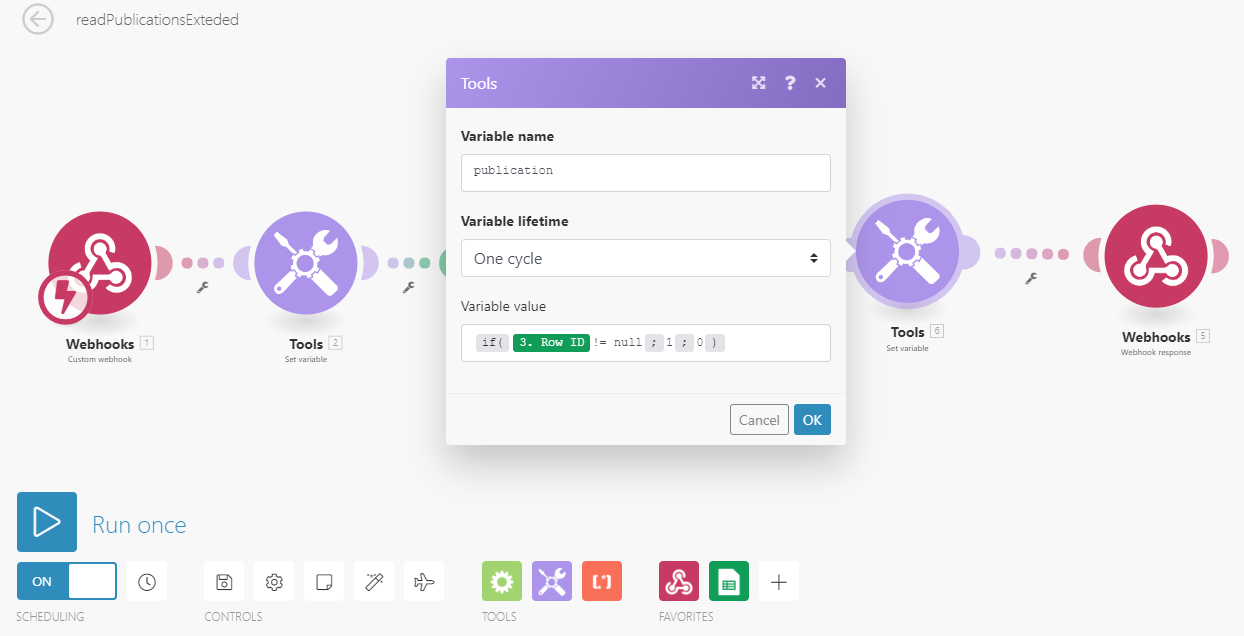 readPublicationsExteded
Tools
?
Variable name
publication
Variable lifetime
One cycle
Variable value
if( 3. Row ID != null ; 1 ; 0 )
Cancel OK
Webhooks 1
Custom webhook
Tools 2
Set variable
Tools 6
Set variable
Webhooks 5
Webhook response
Run once
ON
SCHEDULING
CONTROLS
TOOLS
FAVORITES